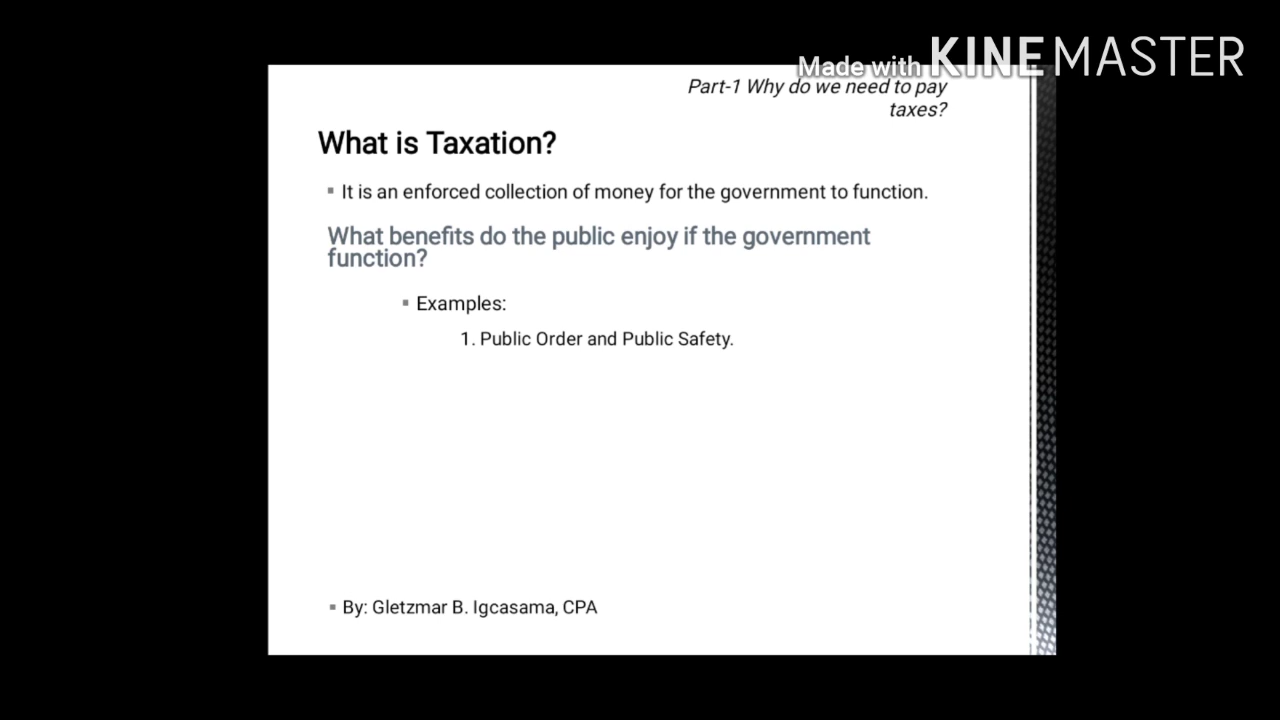 Made with KINEMASTER
Part-1 Why do we need to pay
taxes?
What is Taxation?
▪ It is an enforced collection of money for the government to function.
What benefits do the public enjoy if the government
function?
▪ Examples:
1. Public Order and Public Safety.
▪ By: Gletzmar B. Igcasama, CPA